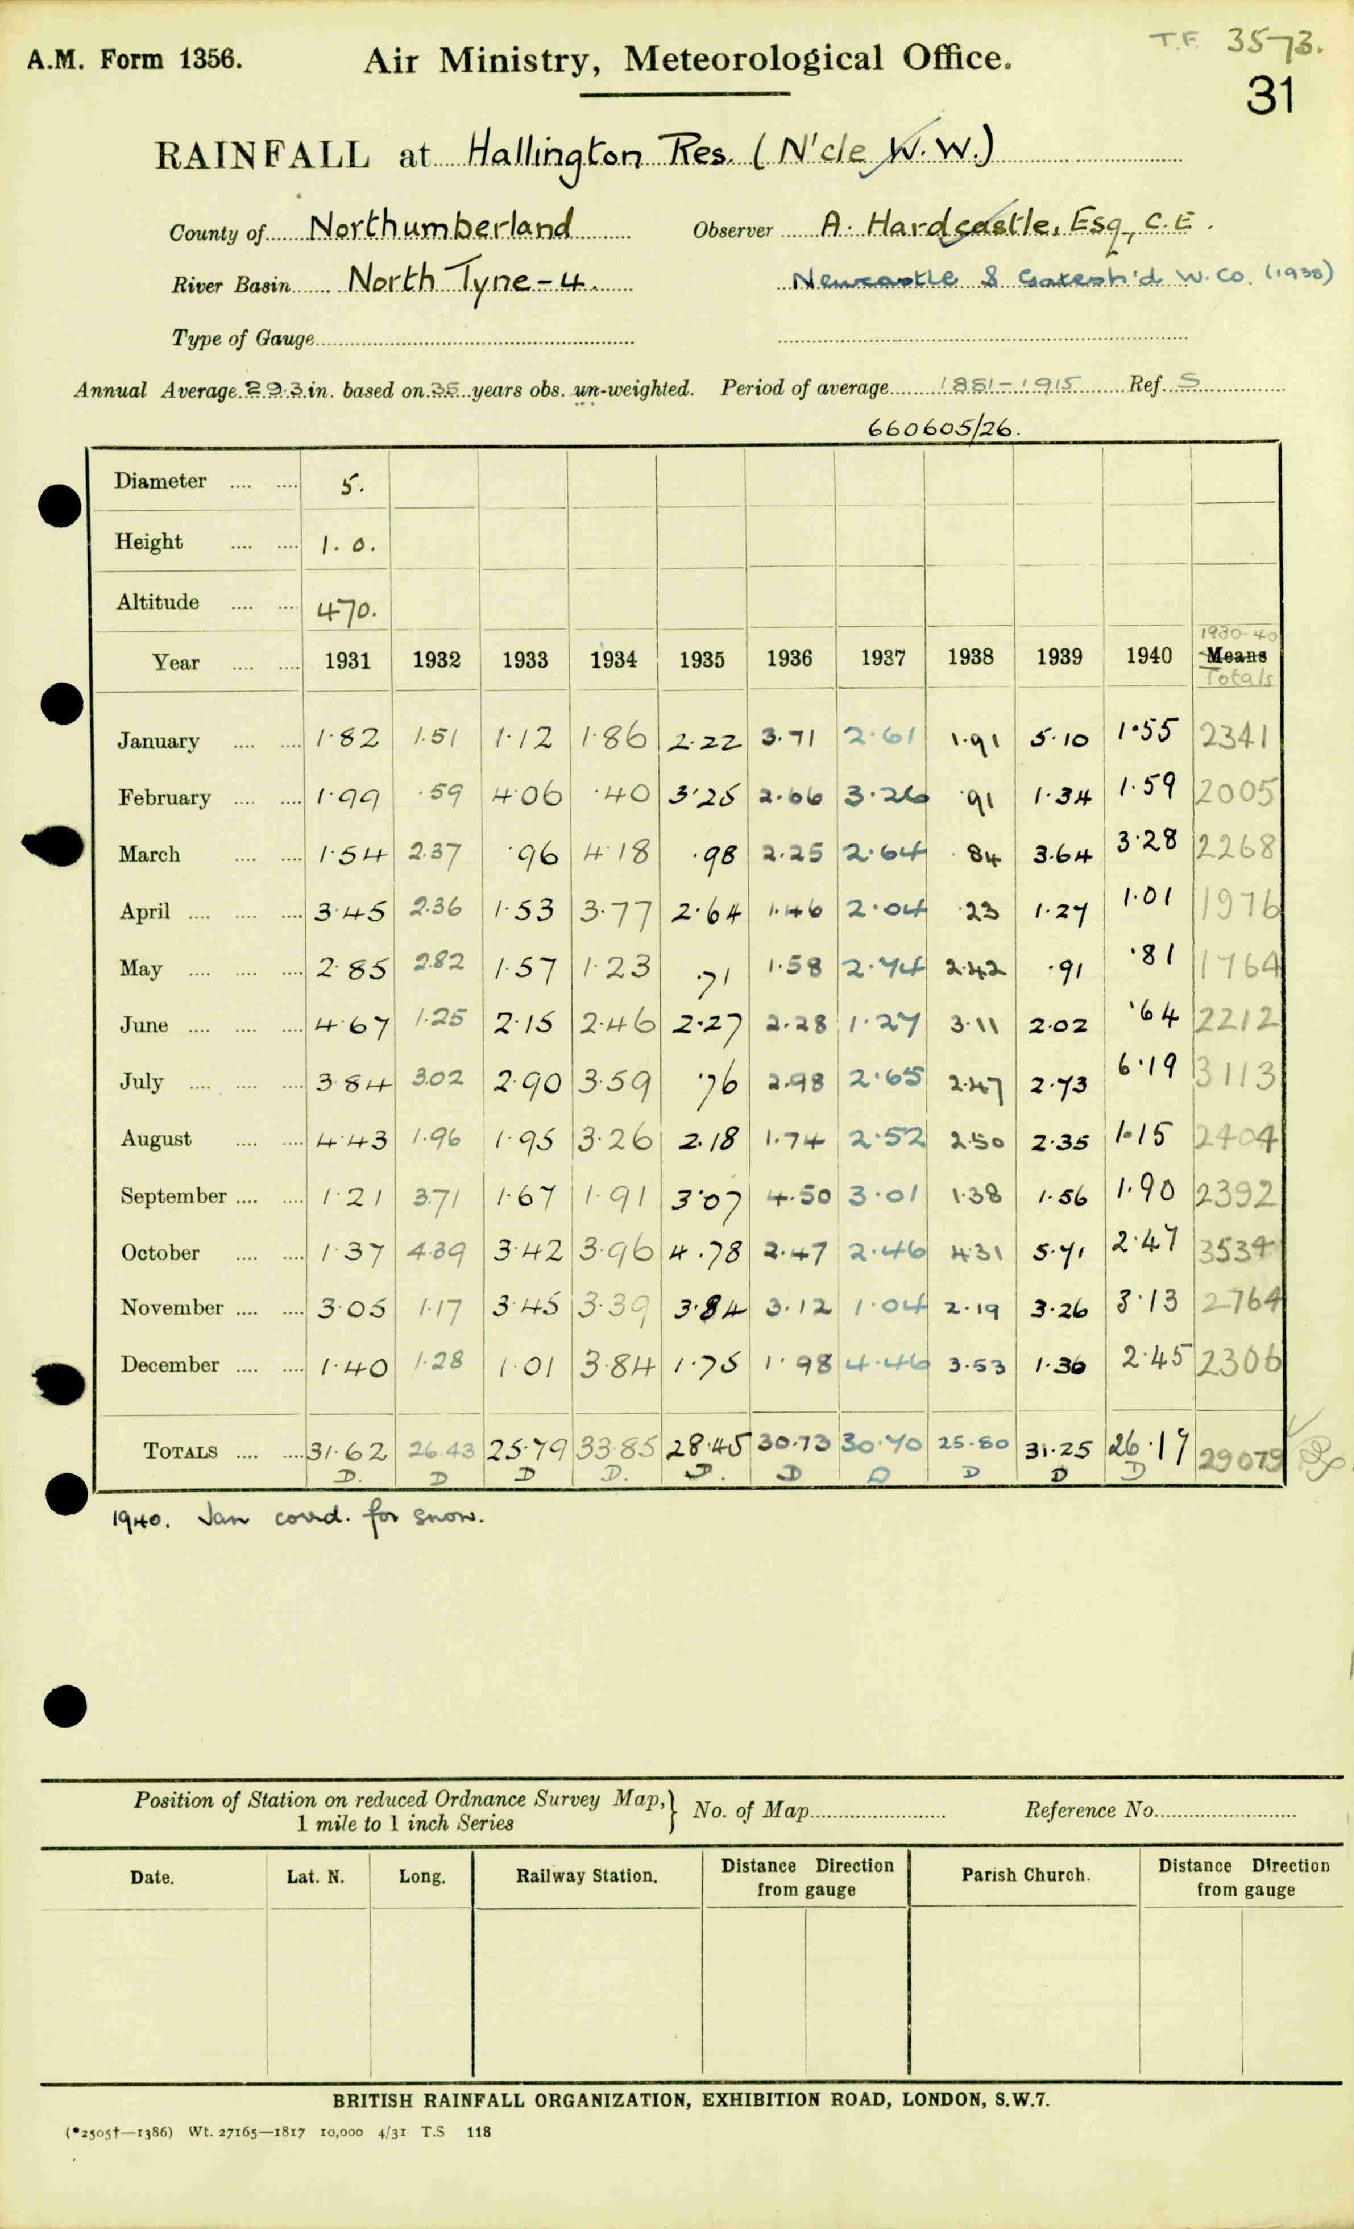 T.F. 3573.
A.M. Form 1356. Air Ministry, Meteorological Office.
31
RAINFALL at Hallington Res. (N'cle W.W.)
County of Northumberland Observer A. Hardcastle, Esq., C.E.
River Basin North Tyne-4. Newcastle & Gatesh'd W. Co. (1938)
Type of Gauge
Annual Average 29.3 in. based on 35 years obs. un-weighted. Period of average 1881-1915 Ref. S
660605/26.
Diameter 5.
Height 1.0.
Altitude 470.
1930-40
Year 1931 1932 1933 1934 1935 1936 1937 1938 1939 1940 Means
Totals
January 1.82 1.51 1.12 1.86 2.22 3.71 2.61 1.91 5.10 1.55 2341
February 1.99 .59 4.06 .40 3.25 2.66 3.26 .91 1.34 1.59 2005
March 1.54 2.37 .96 4.18 .98 2.25 2.64 .84 3.64 3.28 2268
April 3.45 2.36 1.53 3.77 2.64 1.46 2.04 .23 1.27 1.01 1976
May 2.85 2.82 1.57 1.23 .71 1.58 2.74 2.42 .91 .81 1764
June 4.67 1.25 2.15 2.46 2.27 2.28 1.27 3.11 2.02 .64 2212
July 3.84 3.02 2.90 3.59 .76 2.98 2.65 2.47 2.73 6.19 3113
August 4.43 1.96 1.95 3.26 2.18 1.74 2.52 2.50 2.35 1.15 2404
September 1.21 3.71 1.67 1.91 3.07 4.50 3.01 1.38 1.56 1.90 2392
October 1.37 4.39 3.42 3.96 4.78 2.47 2.46 4.31 5.71 2.47 3534
November 3.05 1.17 3.45 3.39 3.84 3.12 1.04 2.19 3.26 3.13 2764
December 1.40 1.28 1.01 3.84 1.75 1.98 4.46 3.53 1.36 2.45 2306
TOTALS 31.62 26.43 25.79 33.85 28.45 30.73 30.70 25.80 31.25 26.17 29079
D. D D D. D. D D D D D
1940. Jan corrd. for snow.
Position of Station on reduced Ordnance Survey Map, } No. of Map Reference No.
1 mile to 1 inch Series
Date. Lat. N. Long. Railway Station. Distance Direction from gauge Parish Church. Distance Direction from gauge
BRITISH RAINFALL ORGANIZATION, EXHIBITION ROAD, LONDON, S.W.7.
(*2505†—1386) Wt. 27165—1817 10,000 4/31 T.S 118